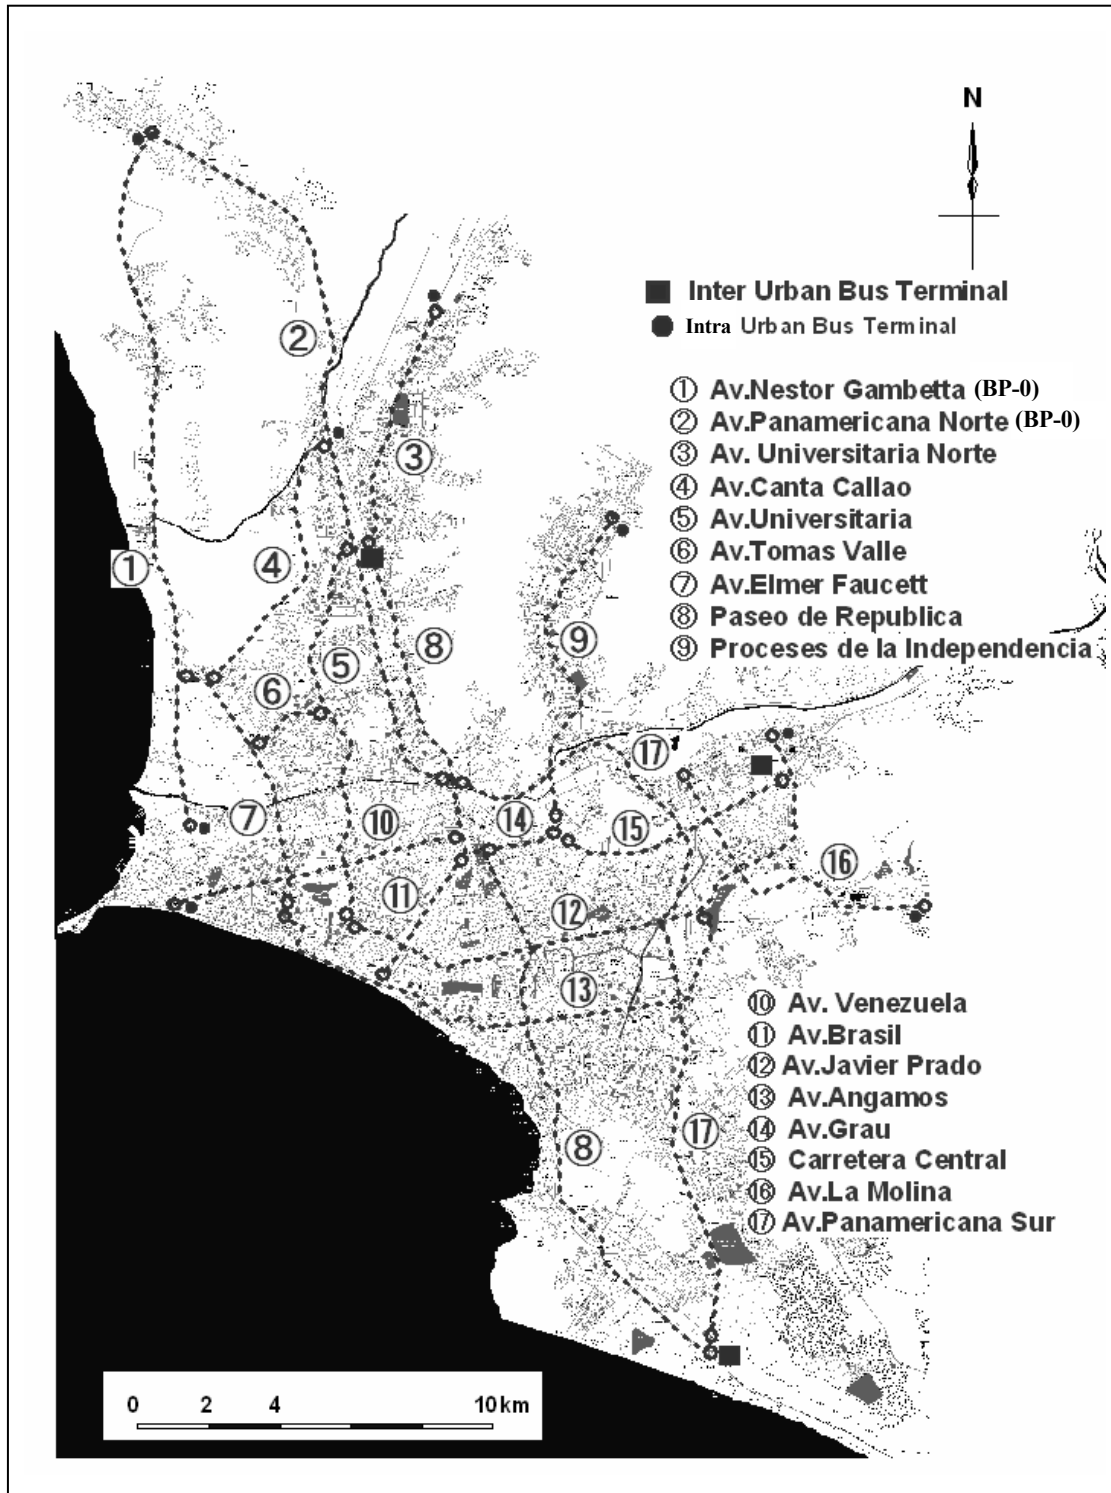 N
Inter Urban Bus Terminal
Intra Urban Bus Terminal
① Av.Nestor Gambetta (BP-0)
② Av.Panamericana Norte (BP-0)
③ Av. Universitaria Norte
④ Av.Canta Callao
⑤ Av.Universitaria
⑥ Av.Tomas Valle
⑦ Av.Elmer Faucett
⑧ Paseo de Republica
⑨ Proceses de la Independencia
②
③
①
④
⑤
⑧
⑨
⑥
⑰
⑦
⑩
⑭
⑮
⑯
⑪
⑫
⑬
⑩ Av. Venezuela
⑪ Av.Brasil
⑫ Av.Javier Prado
⑬ Av.Angamos
⑭ Av.Grau
⑮ Carretera Central
⑯ Av.La Molina
⑰ Av.Panamericana Sur
⑰
⑧
0 2 4 10km